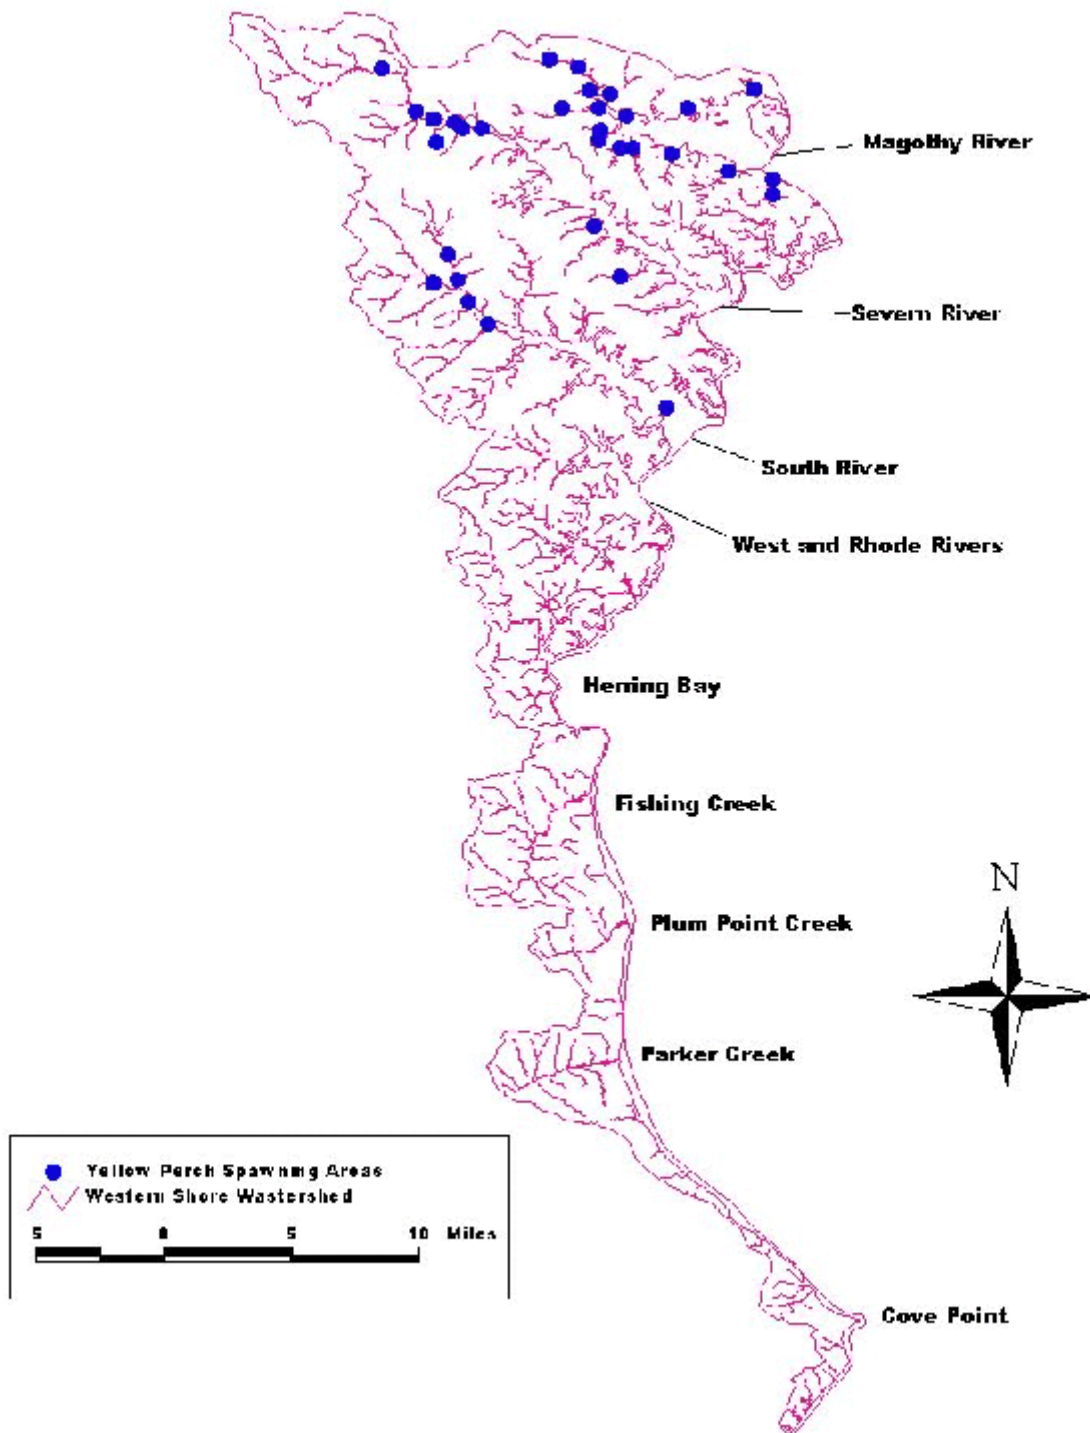 Magothy River
Severn River
South River
West and Rhode Rivers
Herring Bay
Fishing Creek
N
Plum Point Creek
Parker Creek
Yellow Perch Spawning Areas
Western Shore Wastershed
5 0 5 10 Miles
Cove Point